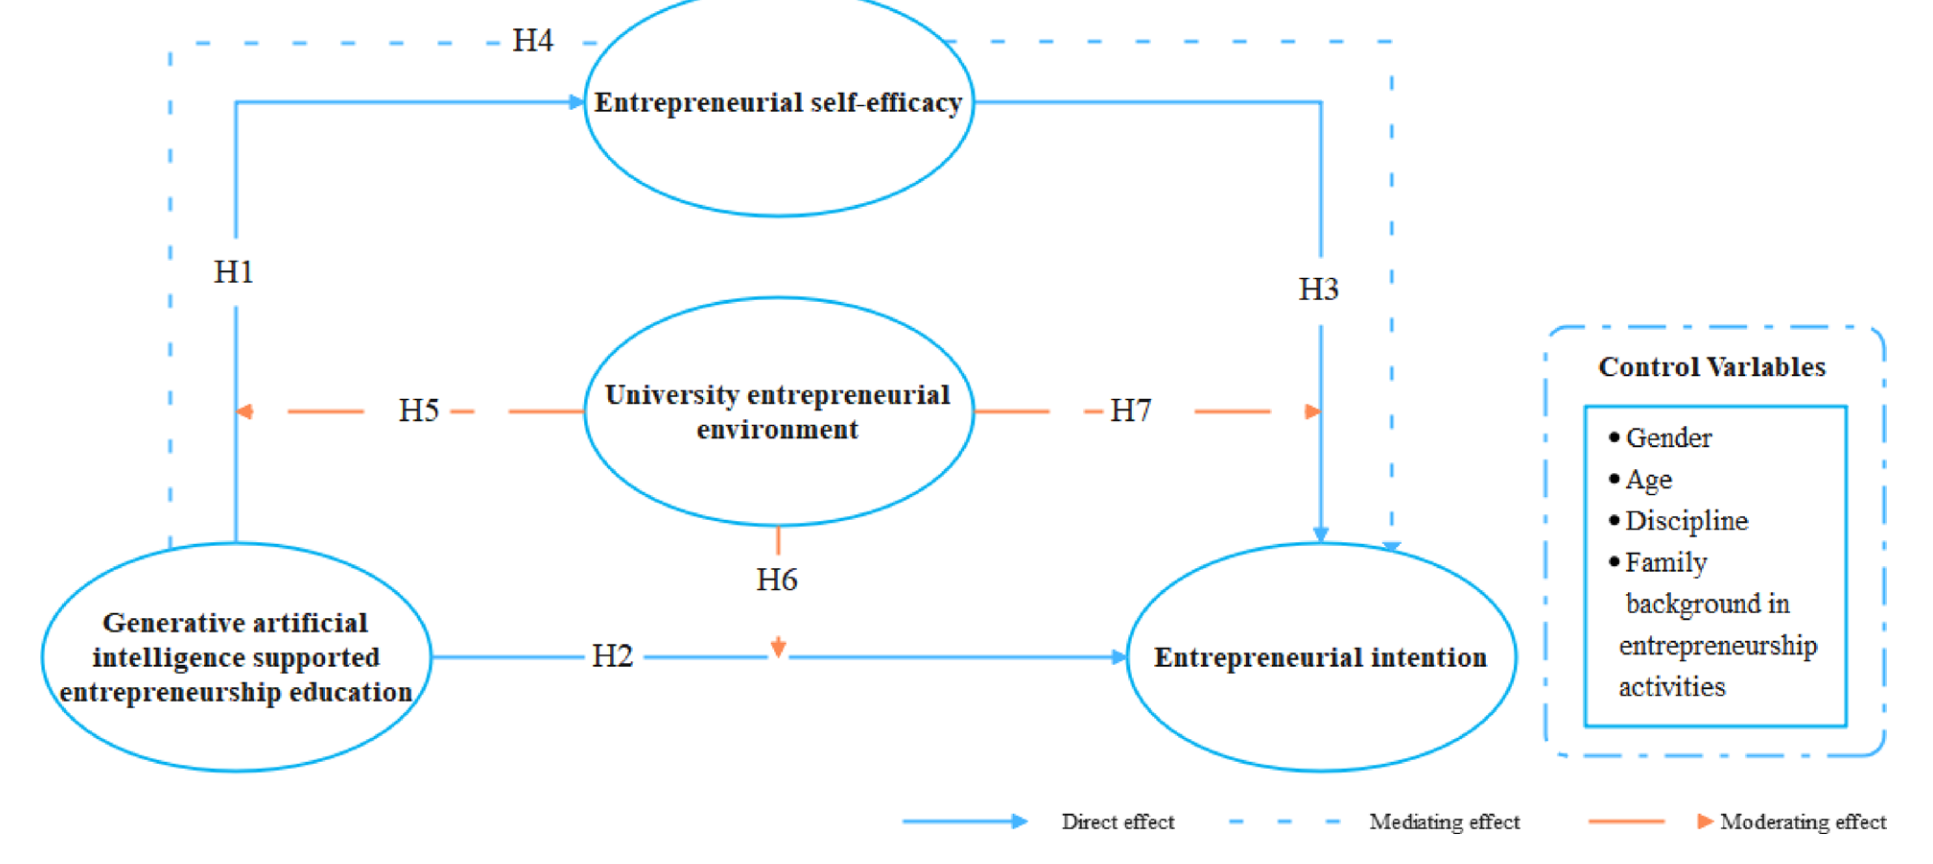 H4
Entrepreneurial self-efficacy
H1
H3
University entrepreneurial
environment
H5
H7
H6
Generative artificial
intelligence supported
entrepreneurship education
H2
Entrepreneurial intention
Control Varlables
• Gender
• Age
• Discipline
• Family
background in
entrepreneurship
activities
Direct effect
Mediating effect
Moderating effect